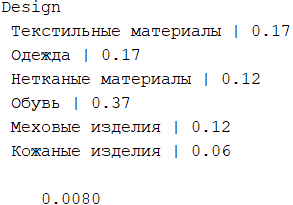 Design
Текстильные материалы | 0.17
Одежда | 0.17
Нетканые материалы | 0.12
Обувь | 0.37
Меховые изделия | 0.12
Кожаные изделия | 0.06
0.0080